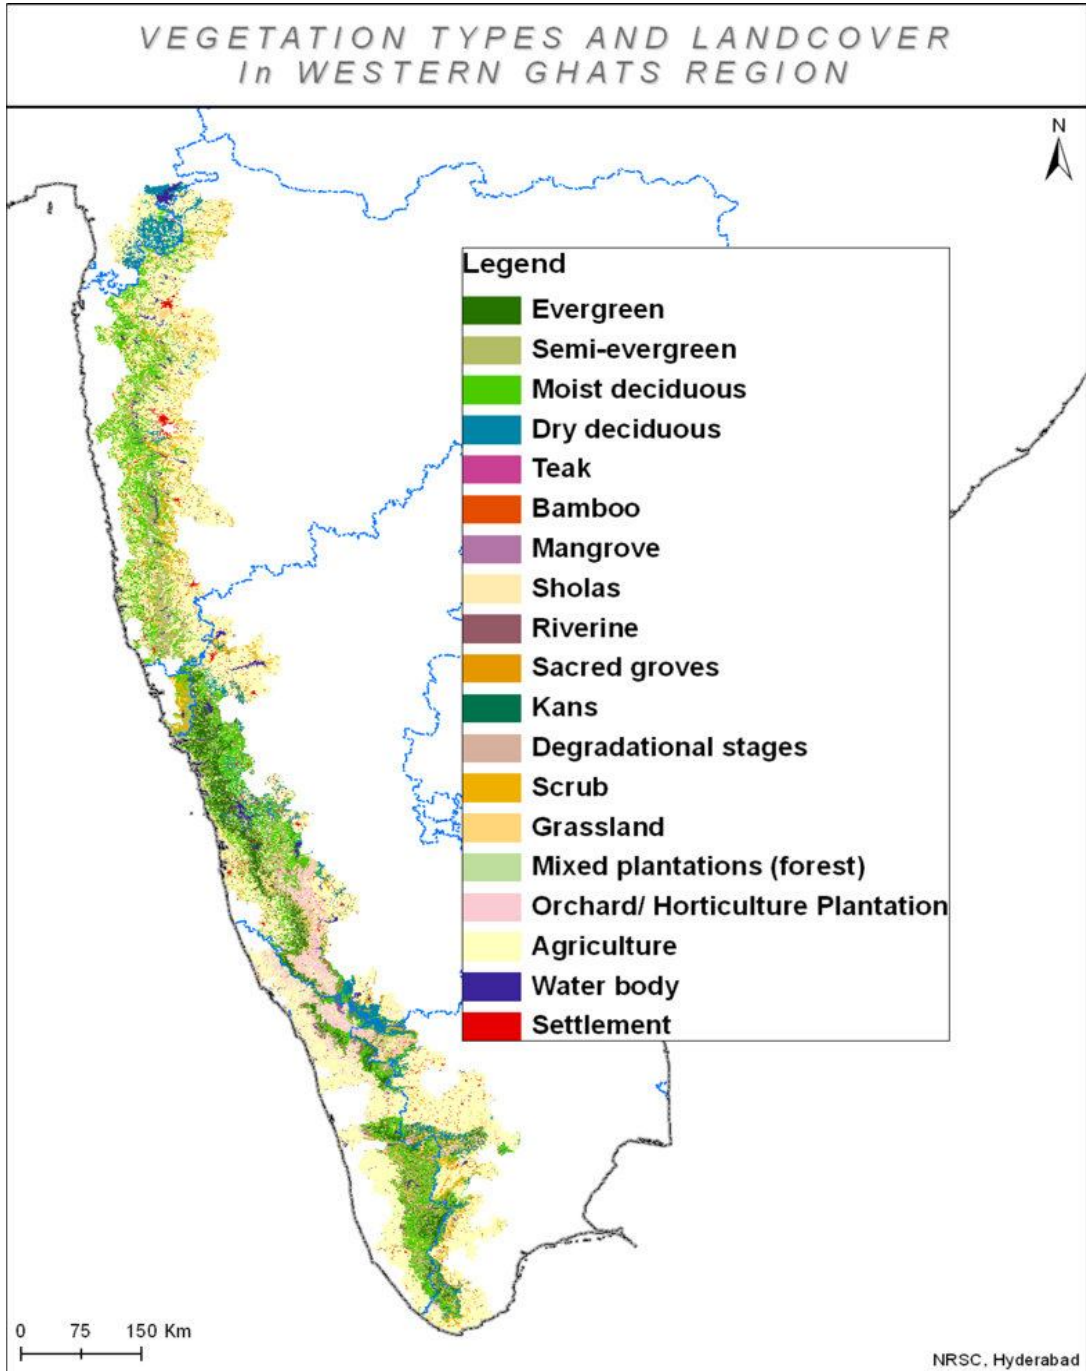 VEGETATION TYPES AND LANDCOVER
In WESTERN GHATS REGION
N
Legend
Evergreen
Semi-evergreen
Moist deciduous
Dry deciduous
Teak
Bamboo
Mangrove
Sholas
Riverine
Sacred groves
Kans
Degradational stages
Scrub
Grassland
Mixed plantations (forest)
Orchard/ Horticulture Plantation
Agriculture
Water body
Settlement
0 75 150 Km
NRSC, Hyderabad